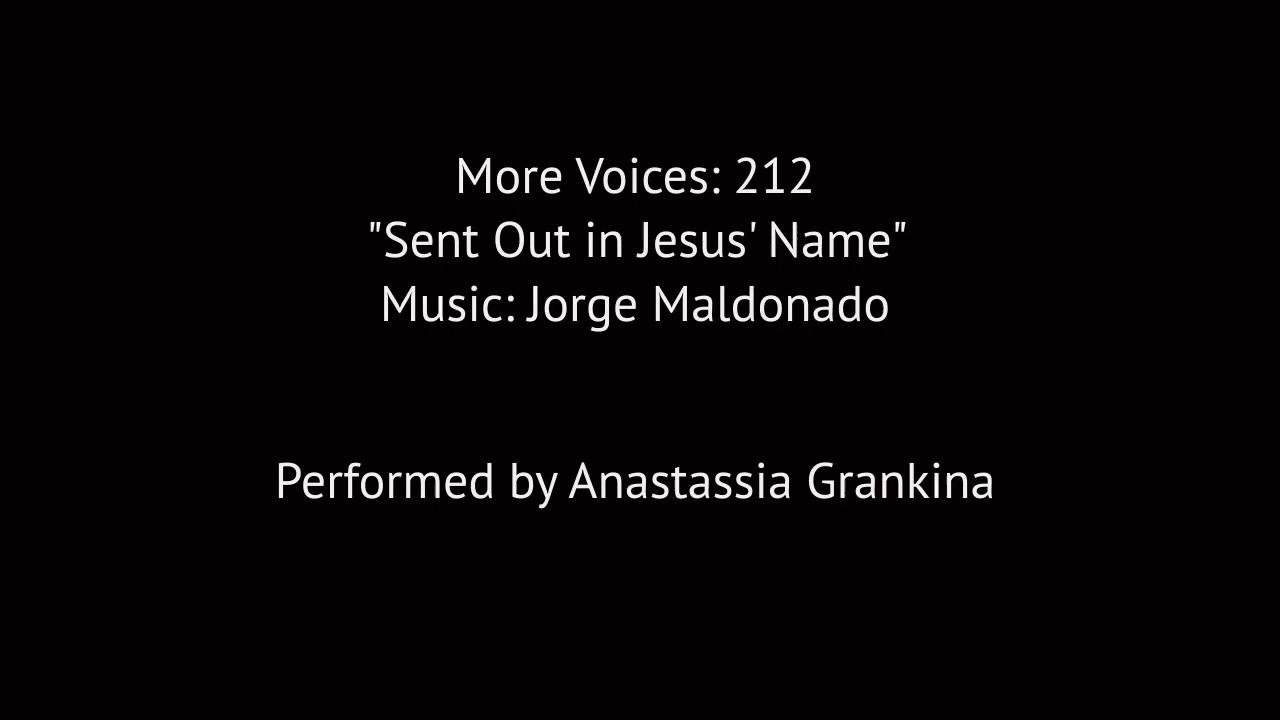 More Voices: 212
"Sent Out in Jesus' Name"
Music: Jorge Maldonado
Performed by Anastassia Grankina